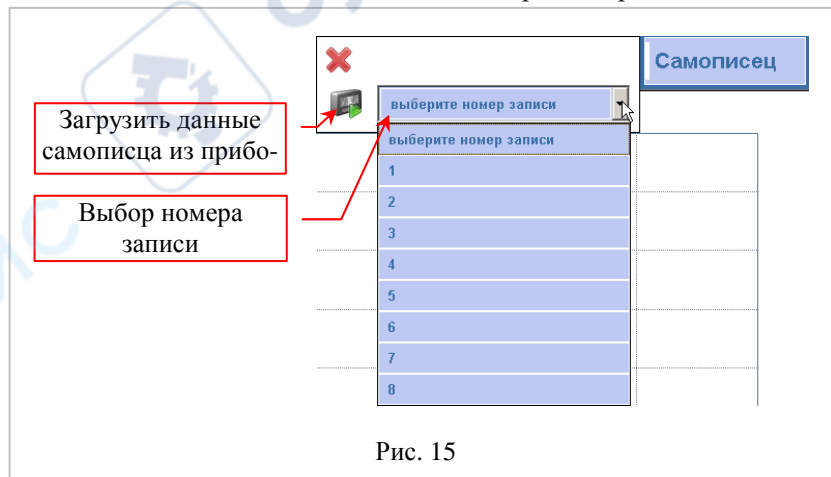 Самописец
выберите номер записи
Загрузить данные
самописца из прибо-
выберите номер записи
1
Выбор номера
записи
2
3
4
5
6
7
8
Рис. 15